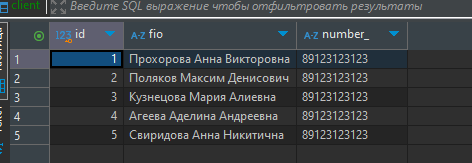 client Введите SQL выражение чтобы отфильтровать результаты
id fio number_
1 1 Прохорова Анна Викторовна 89123123123
2 2 Поляков Максим Денисович 89123123123
3 3 Кузнецова Мария Алиевна 89123123123
4 4 Агеева Аделина Андреевна 89123123123
5 5 Свиридова Анна Никитична 89123123123